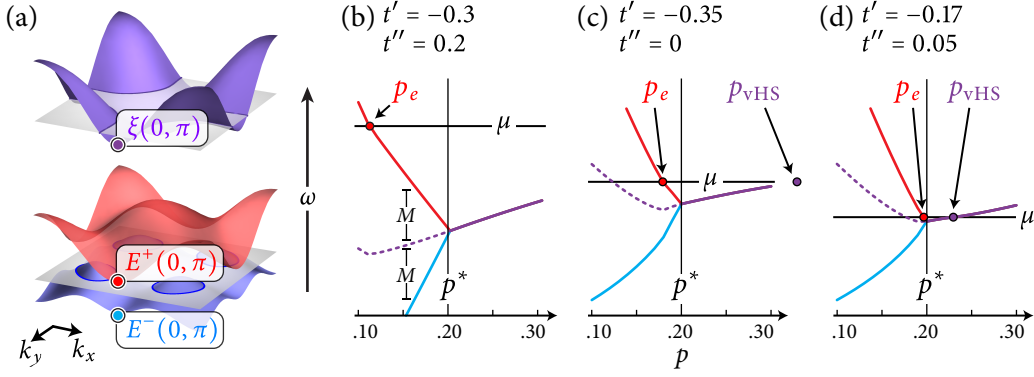 (a)
ξ(0, π)
E⁺(0, π)
E⁻(0, π)
k_y
k_x
ω
(b)
t′ = −0.3
t″ = 0.2
p_e
μ
M
M
p*
.10
.20
.30
(c)
t′ = −0.35
t″ = 0
p_e
p_vHS
μ
p*
.10
.20
.30
p
(d)
t′ = −0.17
t″ = 0.05
p_e
p_vHS
μ
p*
.10
.20
.30